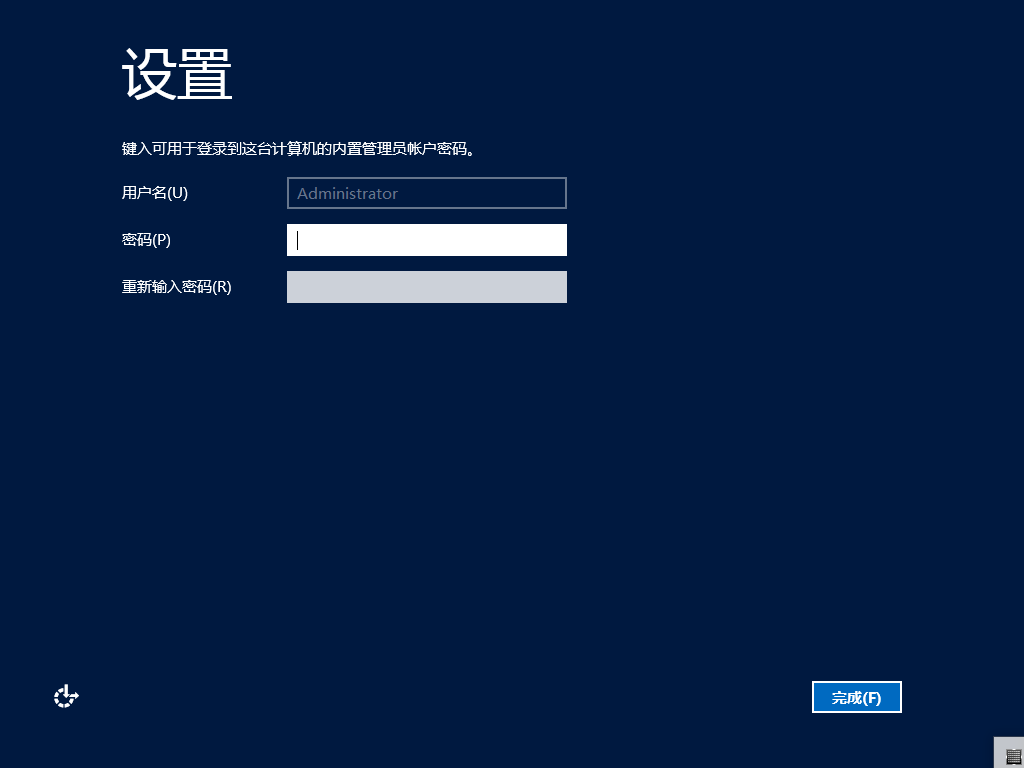 设置
键入可用于登录到这台计算机的内置管理员帐户密码。
用户名(U) Administrator
密码(P)
重新输入密码(R)
完成(F)